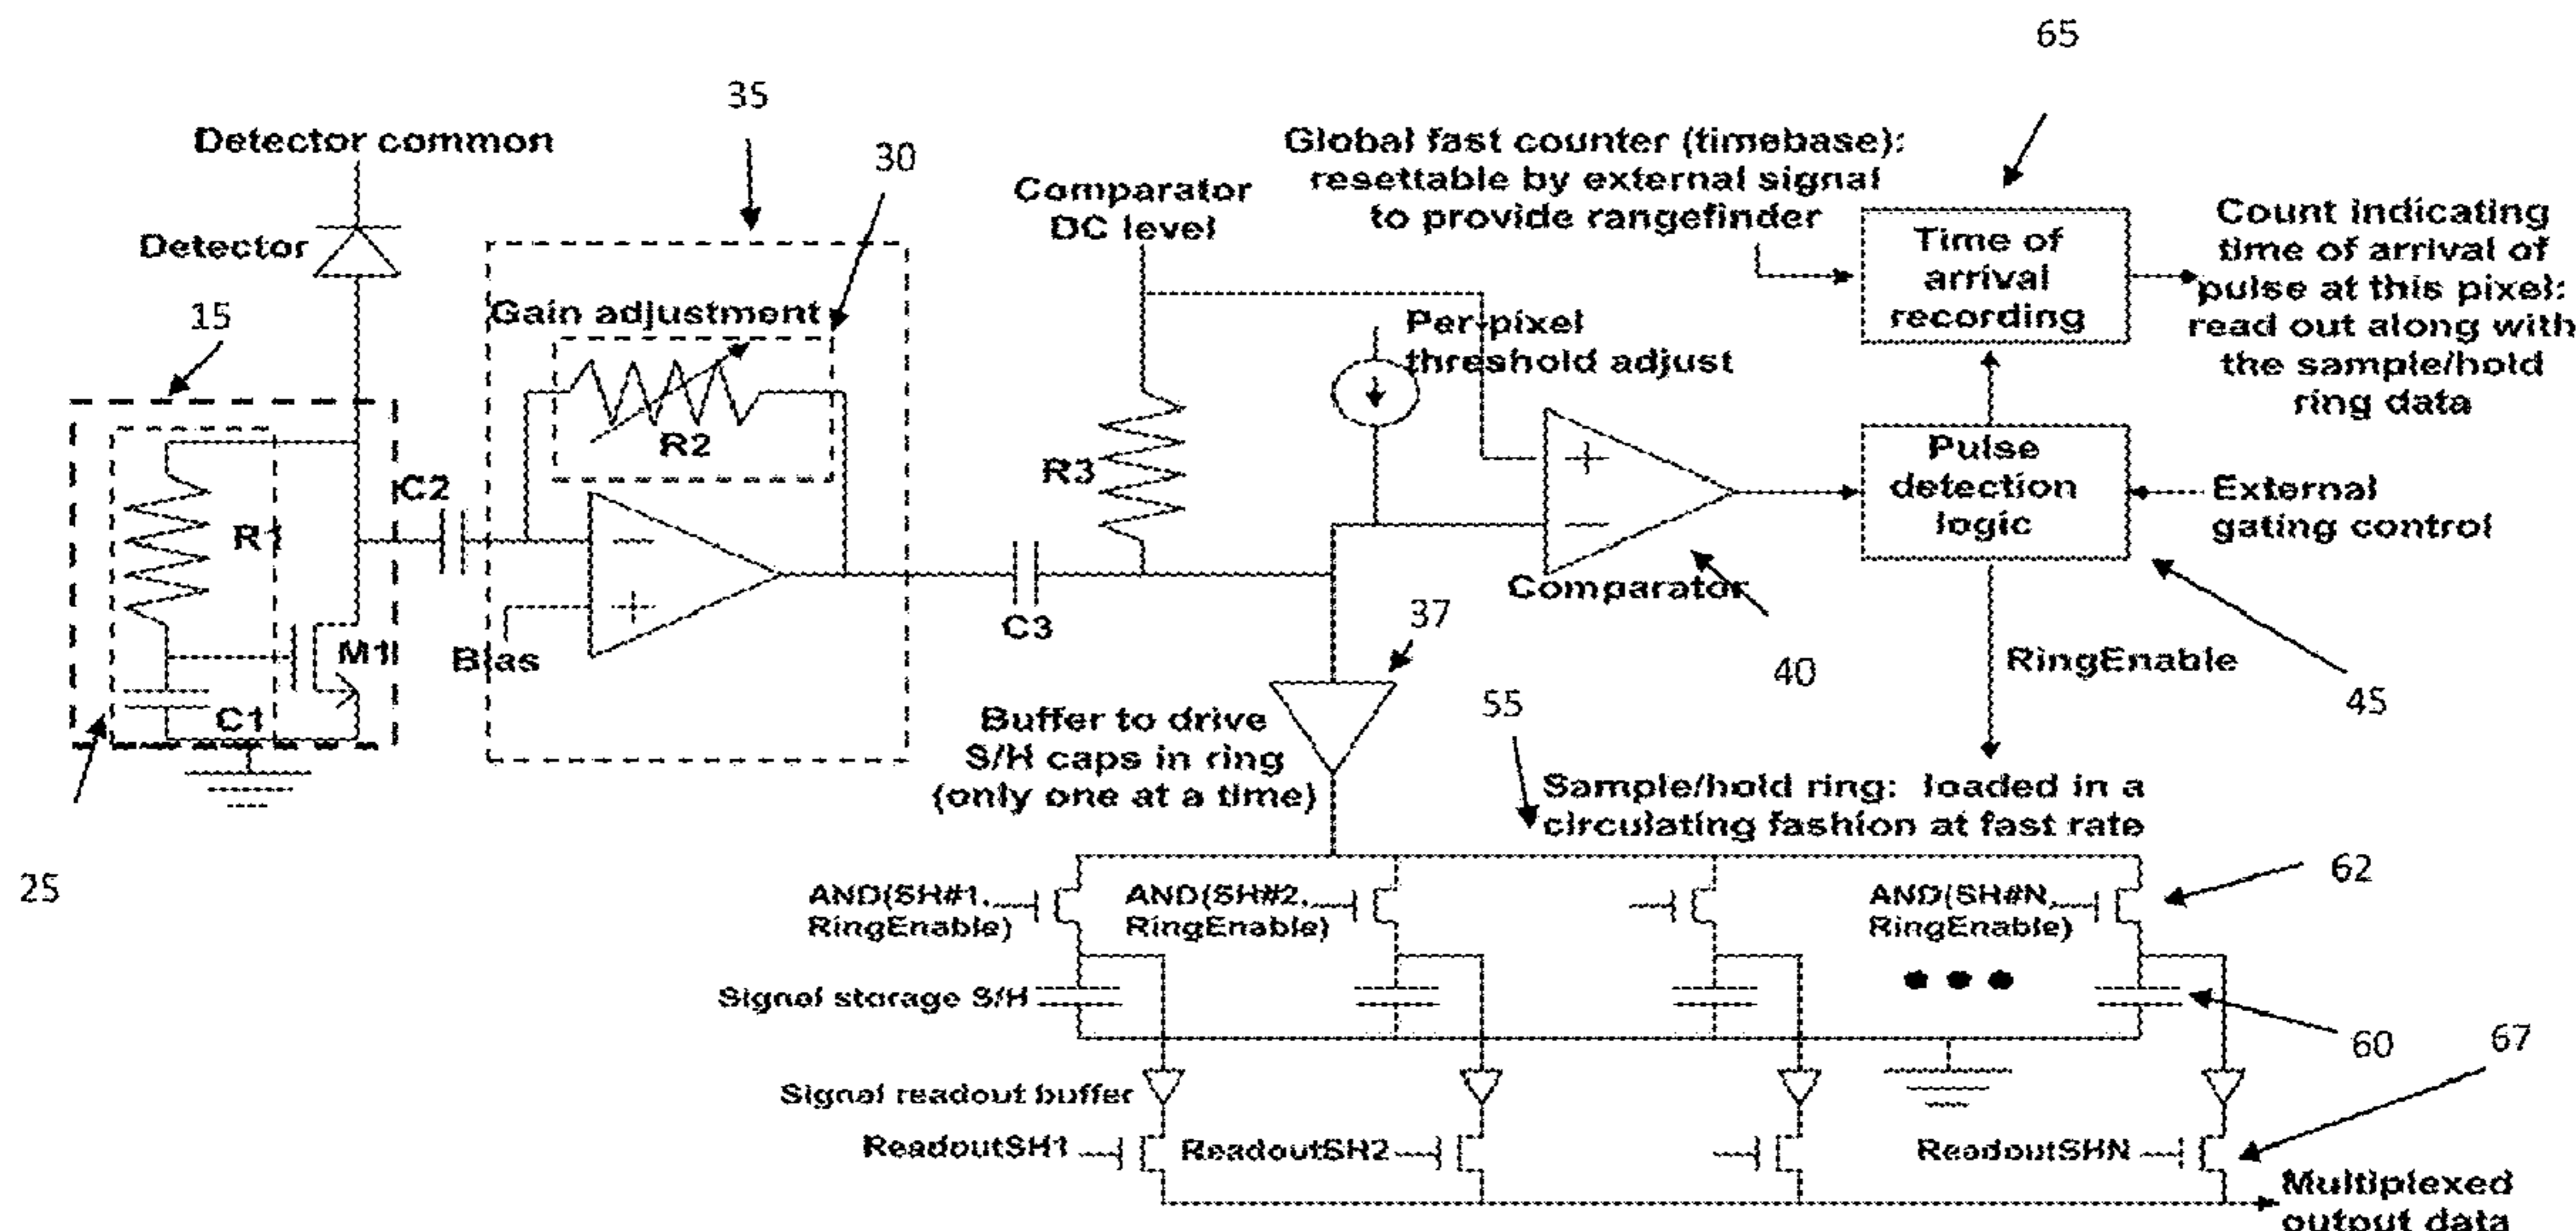 65
35
Detector common
30
Global fast counter (timebase):
resettable by external signal
to provide rangefinder
Comparator
DC level
Time of
arrival
recording
Count indicating
time of arrival of
pulse at this pixel:
read out along with
the sample/hold
ring data
Detector
15
Gain adjustment
Per-pixel
threshold adjust
R2
R3
C2
Pulse
detection
logic
External
gating control
R1
Comparator
C3
37
M1
Bias
40
RingEnable
45
C1
Buffer to drive
S/H caps in ring
(only one at a time)
55
Sample/hold ring: loaded in a
circulating fashion at fast rate
25
62
AND(SH#1,
RingEnable)
AND(SH#2,
RingEnable)
AND(SH#N,
RingEnable)
Signal storage S/H
60
67
Signal readout buffer
ReadoutSH1
ReadoutSH2
ReadoutSHN
Multiplexed
output data